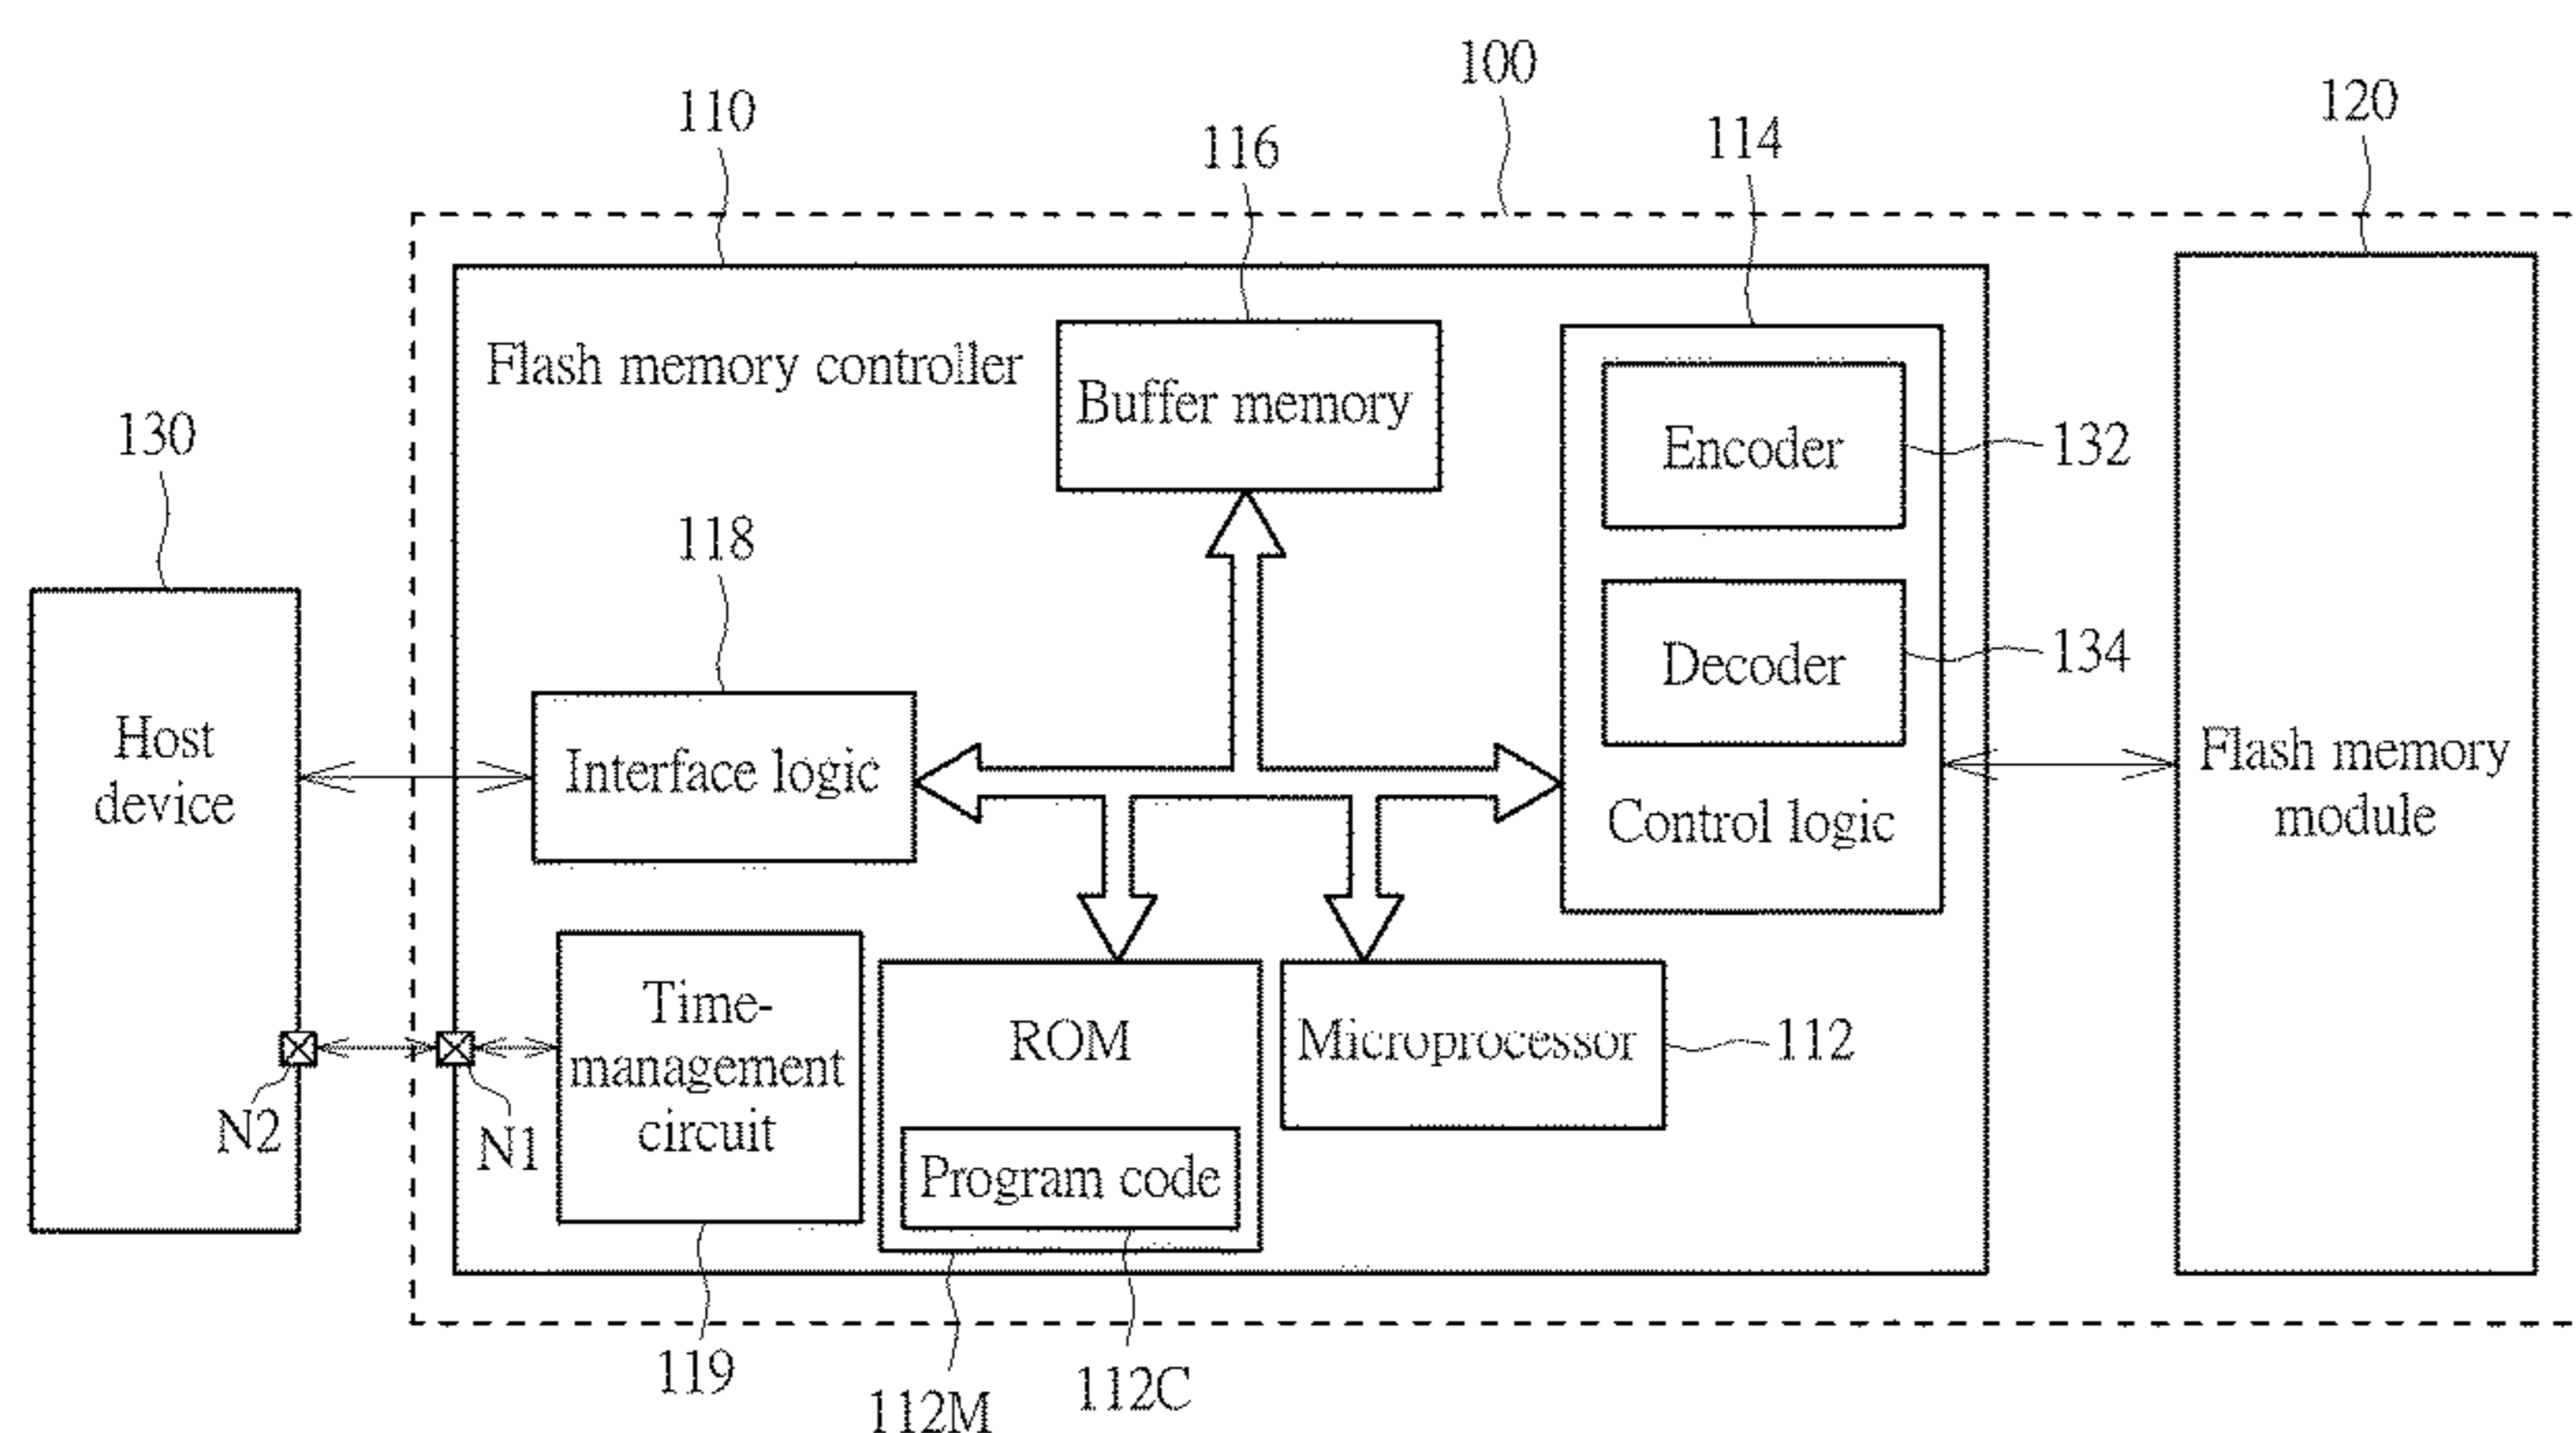 100
110
120
116
114
Flash memory controller
Buffer memory
130
Encoder
132
118
Decoder
134
Host
device
Interface logic
Control logic
Flash memory
module
Time-
management
circuit
ROM
Microprocessor
112
N2
N1
Program code
119
112M
112C